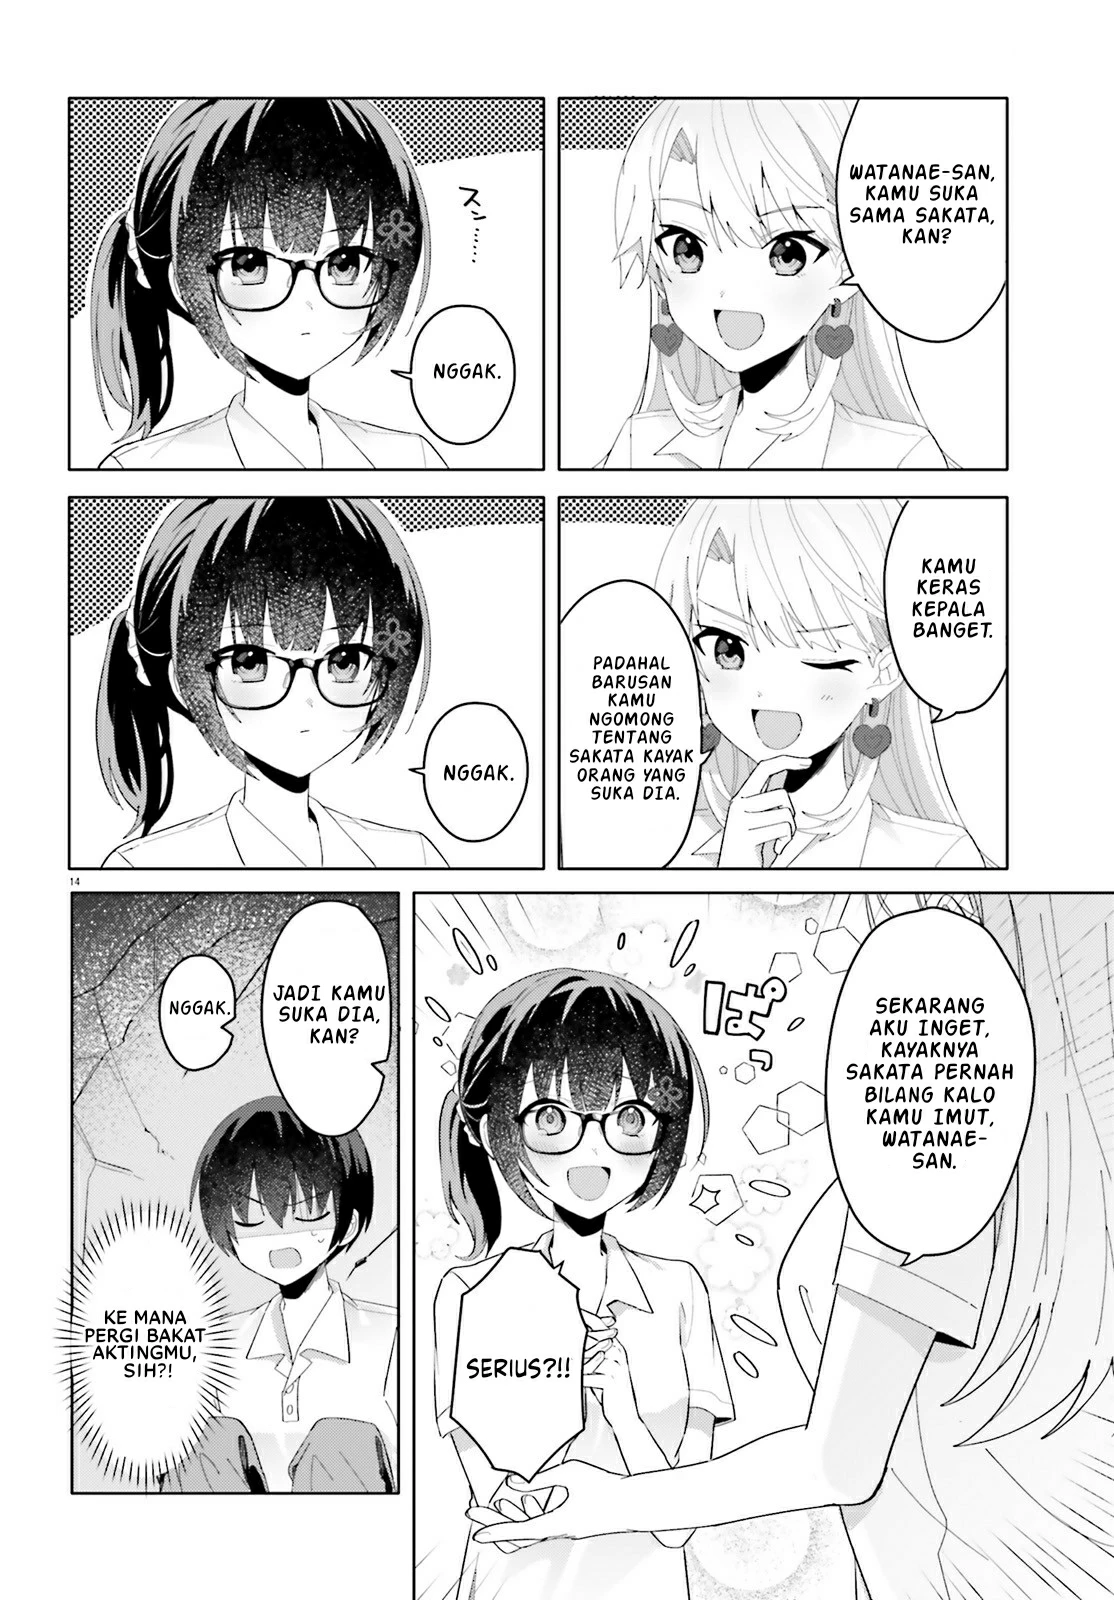 WATANAE-SAN,
KAMU SUKA
SAMA SAKATA,
KAN?
スン……
NGGAK.
KAMU
KERAS
KEPALA
BANGET.
PADAHAL
BARUSAN
KAMU
NGOMONG
TENTANG
SAKATA KAYAK
ORANG YANG
SUKA DIA.
NGGAK.
14
SEKARANG
AKU INGET,
KAYAKNYA
SAKATA PERNAH
BILANG KALO
KAMU IMUT,
WATANAE-
SAN.
ぱっ
SERIUS?!!
JADI KAMU
SUKA DIA,
KAN?
NGGAK.
KE MANA
PERGI BAKAT
AKTINGMU,
SIH?!